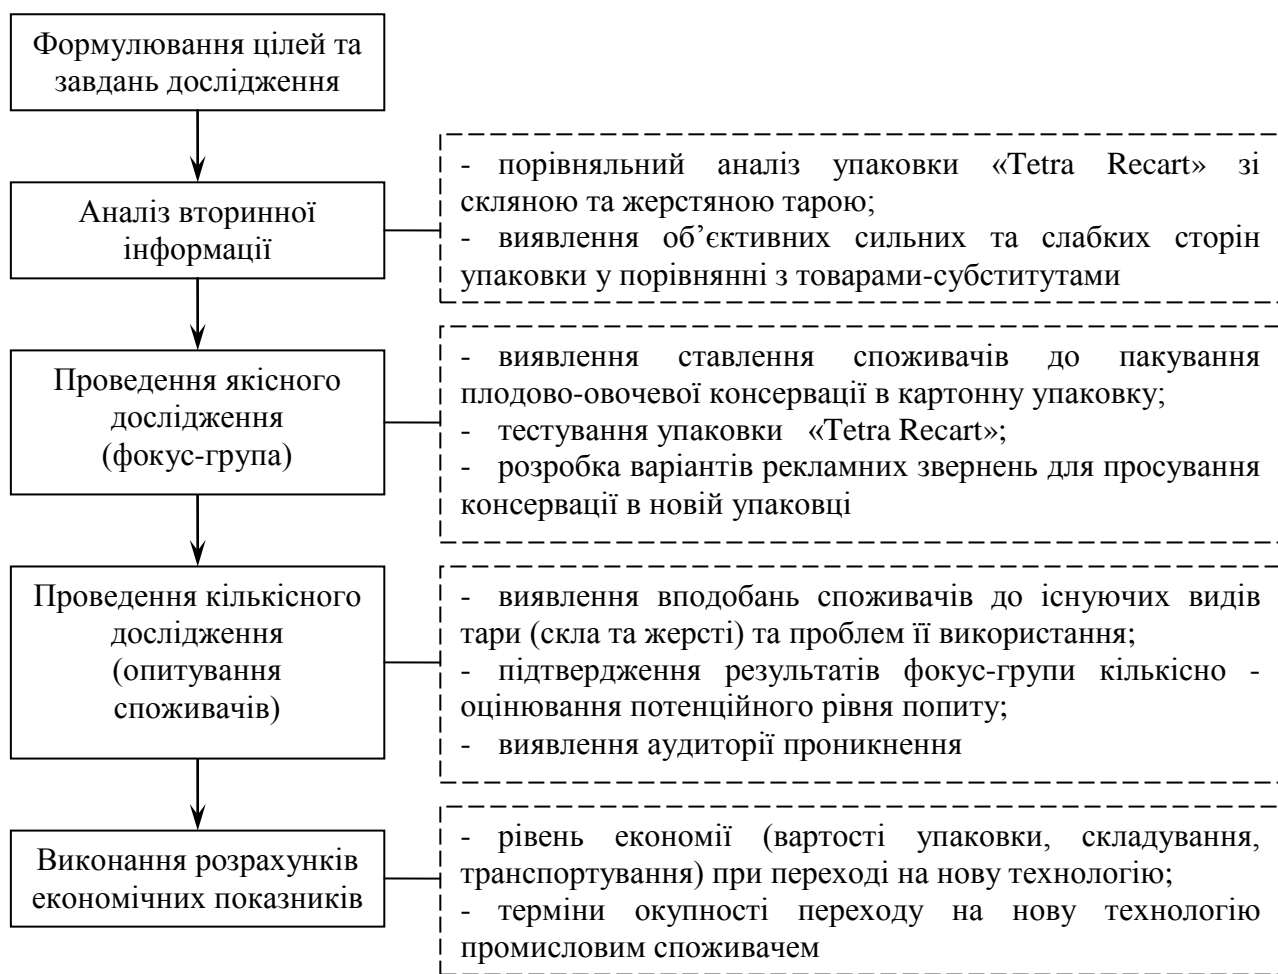 Формулювання цілей та
завдань дослідження
Аналіз вторинної
інформації
- порівняльний аналіз упаковки «Tetra Recart» зі
скляною та жерстяною тарою;
- виявлення об’єктивних сильних та слабких сторін
упаковки у порівнянні з товарами-субститутами
Проведення якісного
дослідження
(фокус-група)
- виявлення ставлення споживачів до пакування
плодово-овочевої консервації в картонну упаковку;
- тестування упаковки «Tetra Recart»;
- розробка варіантів рекламних звернень для просування
консервації в новій упаковці
Проведення кількісного
дослідження
(опитування
споживачів)
- виявлення вподобань споживачів до існуючих видів
тари (скла та жерсті) та проблем її використання;
- підтвердження результатів фокус-групи кількісно -
оцінювання потенційного рівня попиту;
- виявлення аудиторії проникнення
Виконання розрахунків
економічних показників
- рівень економії (вартості упаковки, складування,
транспортування) при переході на нову технологію;
- терміни окупності переходу на нову технологію
промисловим споживачем